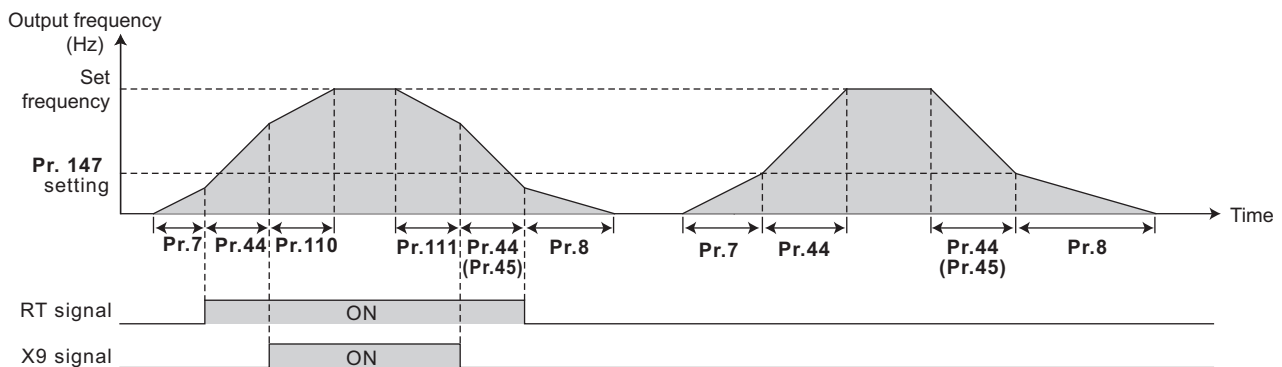 Output frequency
(Hz)
Set
frequency
Pr. 147
setting
Time
Pr.7
Pr.44
Pr.110
Pr.111
Pr.44
(Pr.45)
Pr.8
Pr.7
Pr.44
Pr.44
(Pr.45)
Pr.8
RT signal
ON
X9 signal
ON